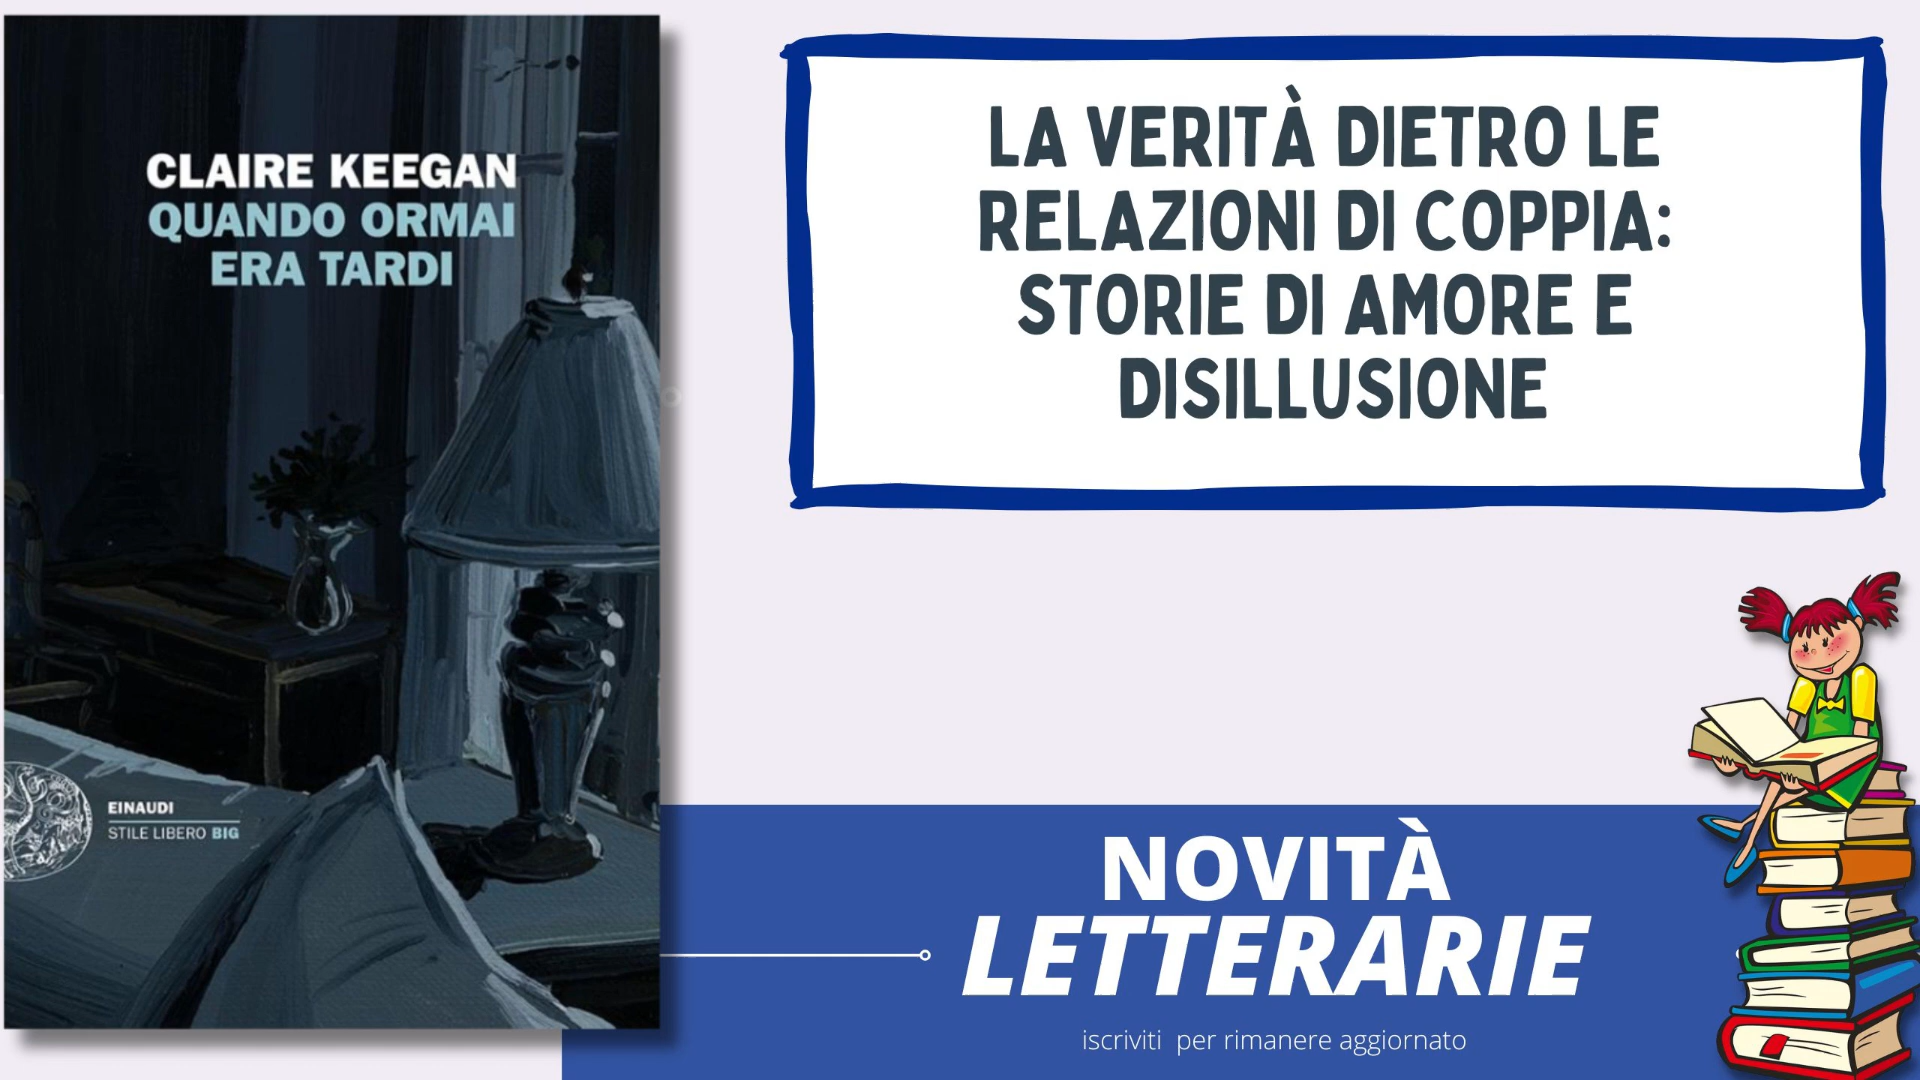 CLAIRE KEEGAN
QUANDO ORMAI
ERA TARDI
EINAUDI
STILE LIBERO BIG
LA VERITÀ DIETRO LE
RELAZIONI DI COPPIA:
STORIE DI AMORE E
DISILLUSIONE
NOVITÀ
LETTERARIE
iscriviti per rimanere aggiornato